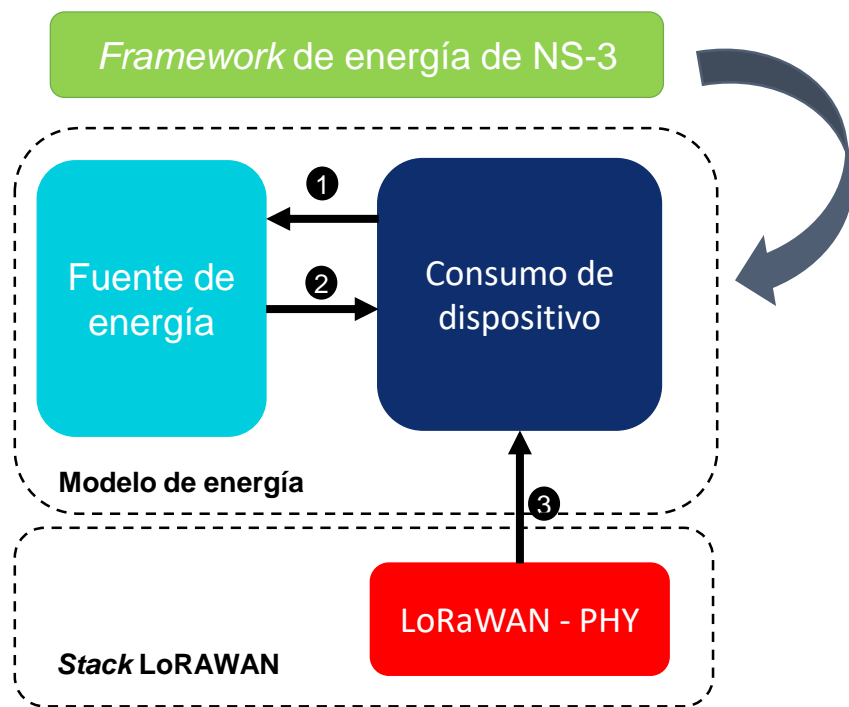 Framework de energía de NS-3
1
Fuente de
energía
2
Consumo de
dispositivo
Modelo de energía
3
LoRaWAN - PHY
Stack LoRAWAN